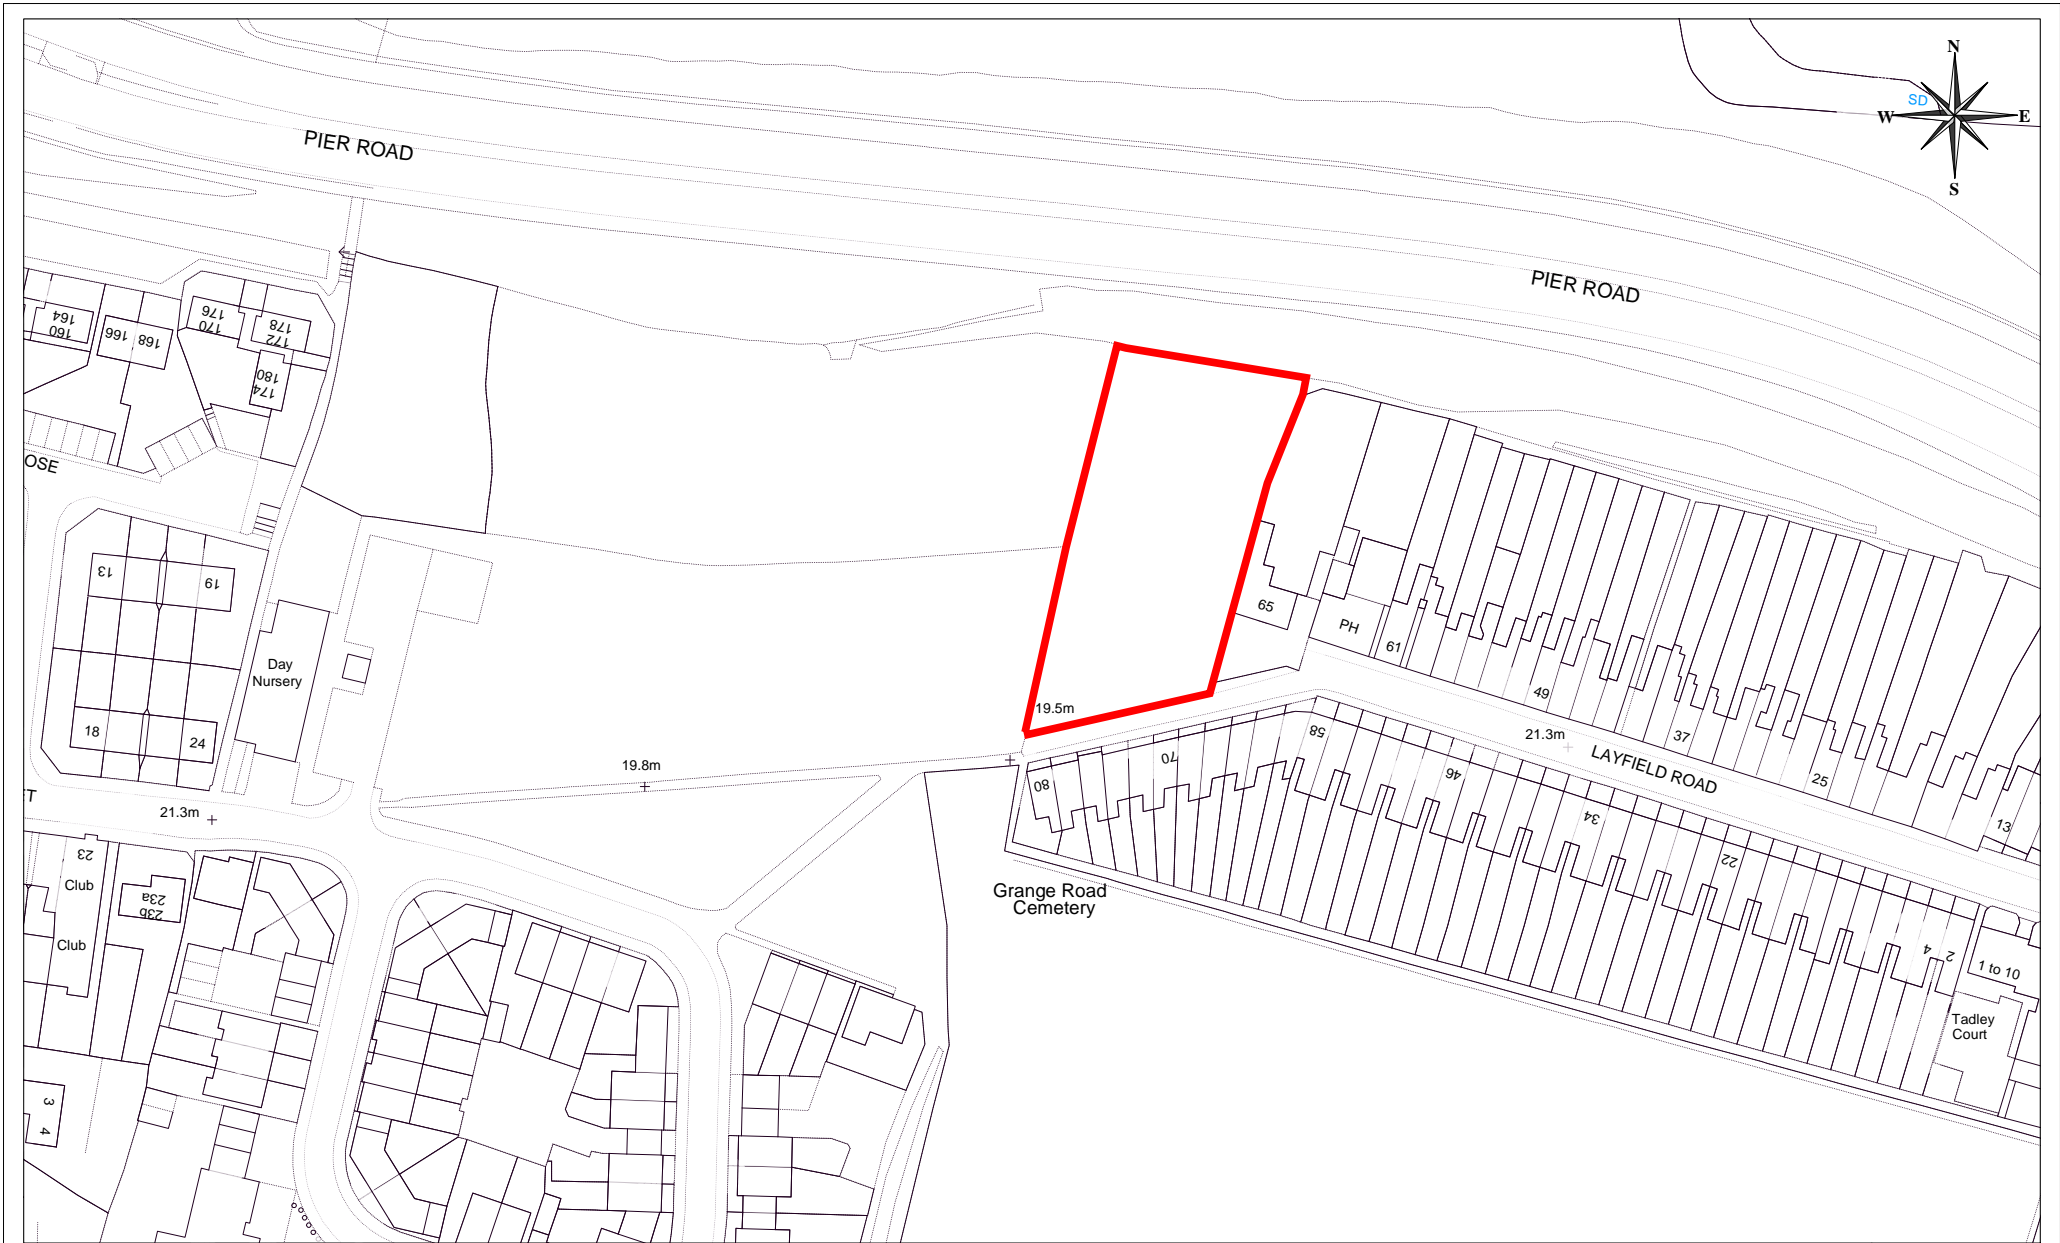 N
SD
W
E
S
PIER ROAD
PIER ROAD
164
160
166
168
176
170
178
172
180
174
OSE
13
19
18
24
Day
Nursery
65
PH
61
49
37
25
13
19.5m
21.3m
LAYFIELD ROAD
19.8m
21.3m
ET
80
70
58
46
34
22
4
2
1 to 10
Tadley
Court
Grange Road
Cemetery
23
Club
23a
23b
Club
3
4